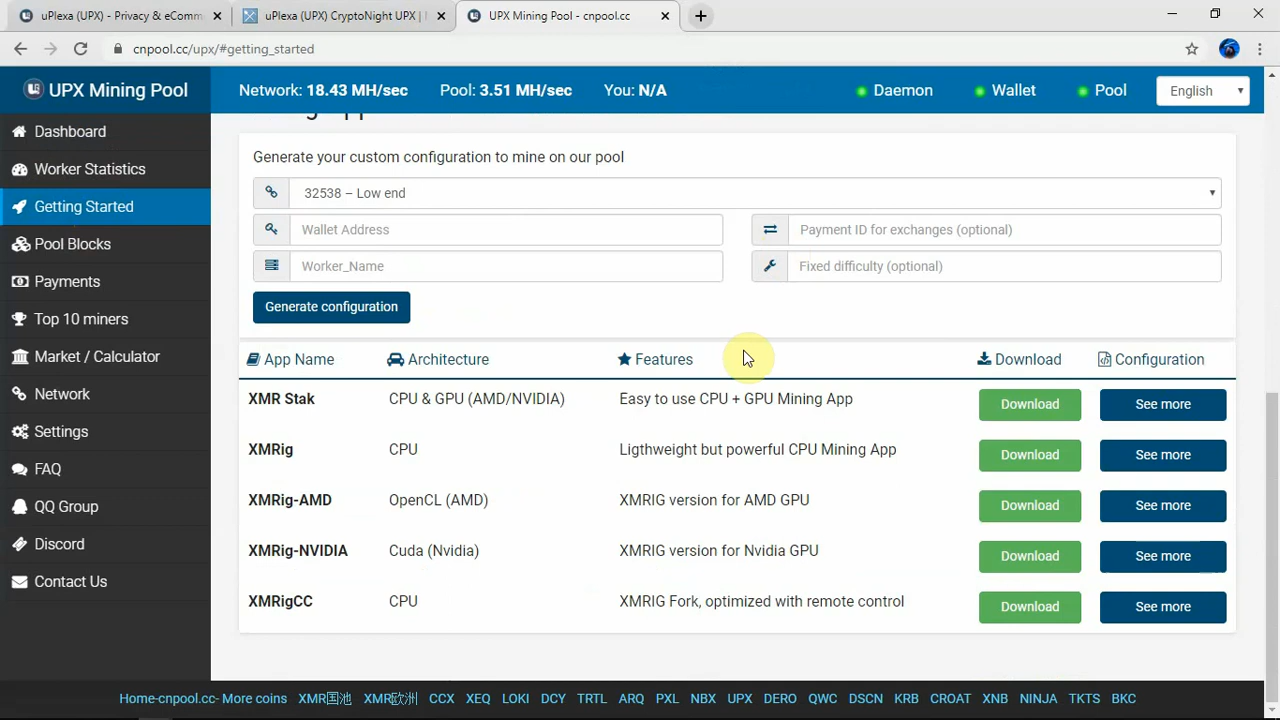 uPlexa (UPX) - Privacy & eComm
uPlexa (UPX) CryptoNight UPX |
UPX Mining Pool - cnpool.cc
cnpool.cc/upx/#getting_started
UPX Mining Pool
Network: 18.43 MH/sec
Pool: 3.51 MH/sec
You: N/A
Daemon
Wallet
Pool
English
Dashboard
Worker Statistics
Getting Started
Pool Blocks
Payments
Top 10 miners
Market / Calculator
Network
Settings
FAQ
QQ Group
Discord
Contact Us
Generate your custom configuration to mine on our pool
32538 – Low end
Wallet Address
Payment ID for exchanges (optional)
Worker_Name
Fixed difficulty (optional)
Generate configuration
App Name Architecture Features Download Configuration
XMR Stak CPU & GPU (AMD/NVIDIA) Easy to use CPU + GPU Mining App Download See more
XMRig CPU Ligthweight but powerful CPU Mining App Download See more
XMRig-AMD OpenCL (AMD) XMRIG version for AMD GPU Download See more
XMRig-NVIDIA Cuda (Nvidia) XMRIG version for Nvidia GPU Download See more
XMRigCC CPU XMRIG Fork, optimized with remote control Download See more
Home-cnpool.cc- More coins XMR国池 XMR欧洲 CCX XEQ LOKI DCY TRTL ARQ PXL NBX UPX DERO QWC DSCN KRB CROAT XNB NINJA TKTS BKC